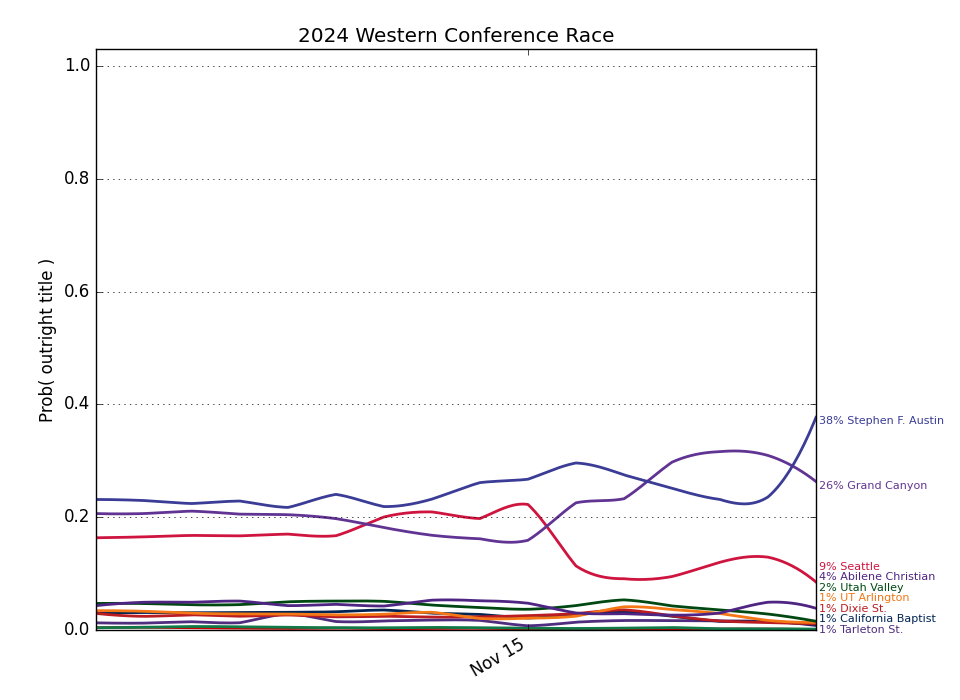 2024 Western Conference Race
1.0
0.8
0.6
0.4
0.2
0.0
Prob( outright title )
Nov 15
38% Stephen F. Austin
26% Grand Canyon
9% Seattle
4% Abilene Christian
2% Utah Valley
1% UT Arlington
1% Dixie St.
1% California Baptist
1% Tarleton St.